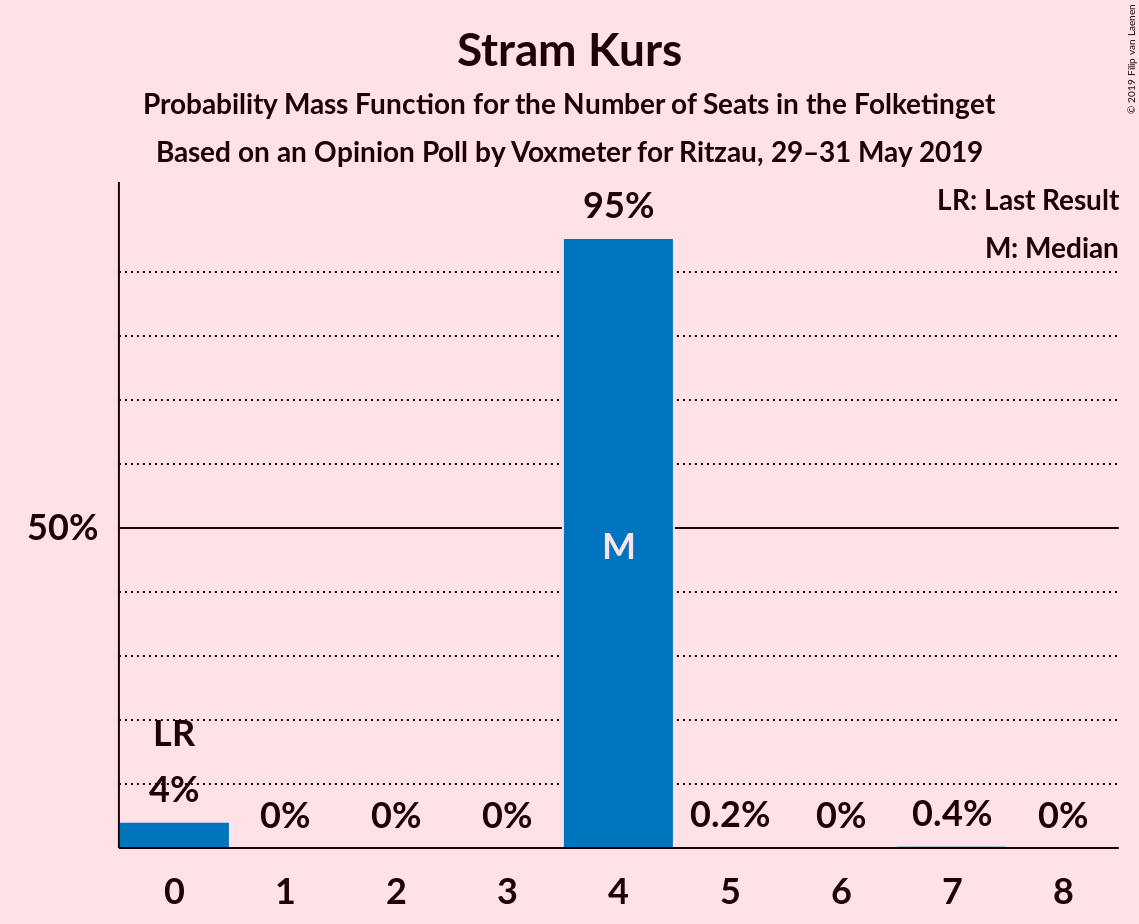 Stram Kurs
Probability Mass Function for the Number of Seats in the Folketinget
Based on an Opinion Poll by Voxmeter for Ritzau, 29–31 May 2019
© 2019 Filip van Laenen
LR: Last Result
M: Median
95%
50%
M
LR
4%
0%
0%
0%
0.2%
0%
0.4%
0%
0
1
2
3
4
5
6
7
8